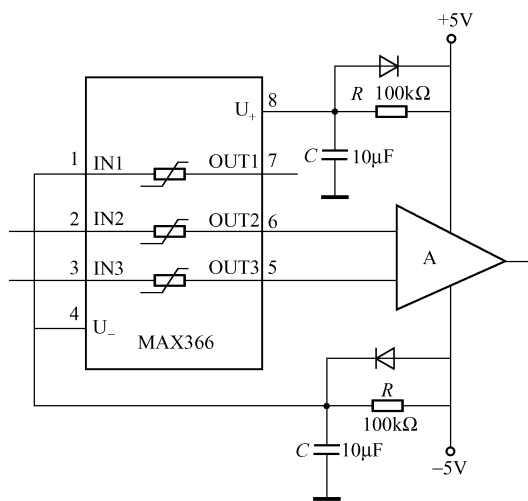 +5V
8
R 100kΩ
U+
C 10μF
1 IN1 OUT1 7
2 IN2 OUT2 6
3 IN3 OUT3 5
A
4 U−
MAX366
R
100kΩ
C 10μF
−5V